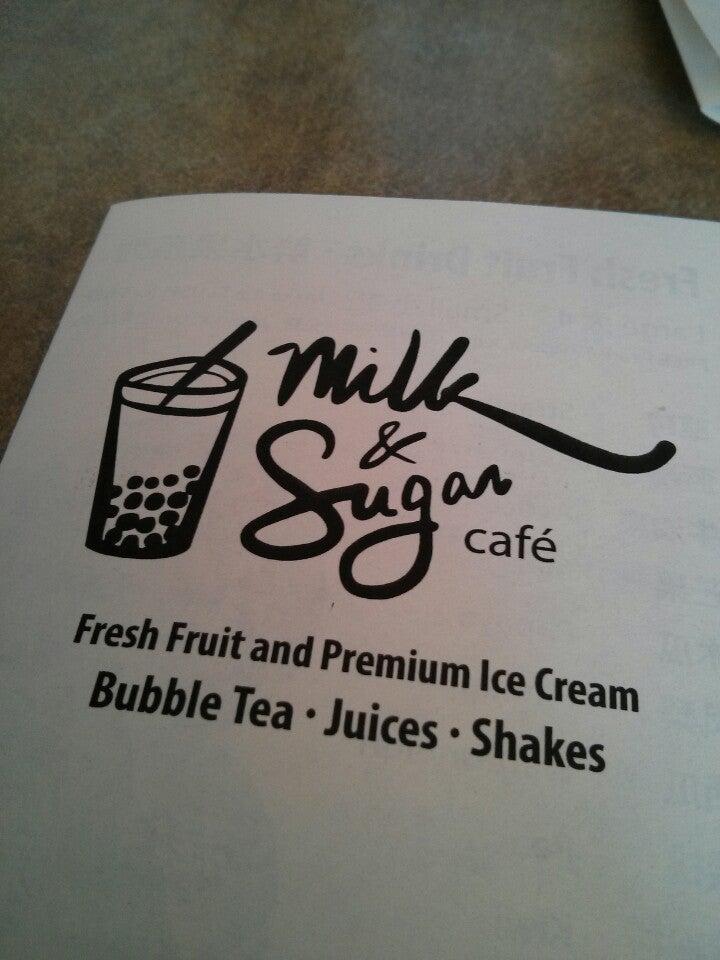 Milk
&
Sugar
café
Fresh Fruit and Premium Ice Cream
Bubble Tea · Juices · Shakes